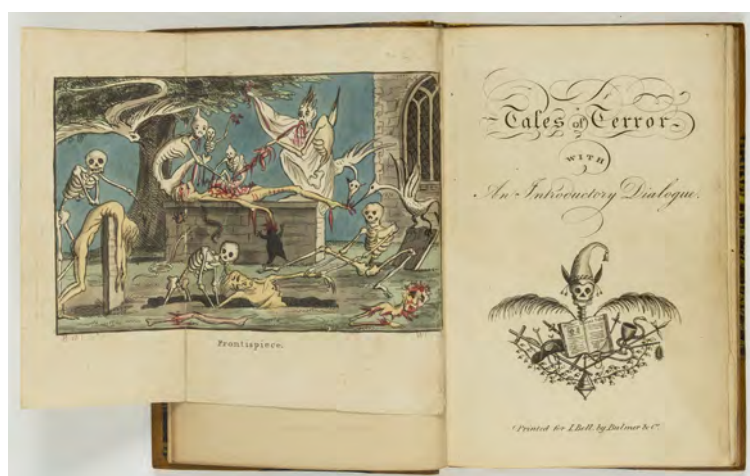 Frontispiece.
Tales of Terror
WITH
An Introductory Dialogue.
Printed for J. Bell, by Bulmer & Co.